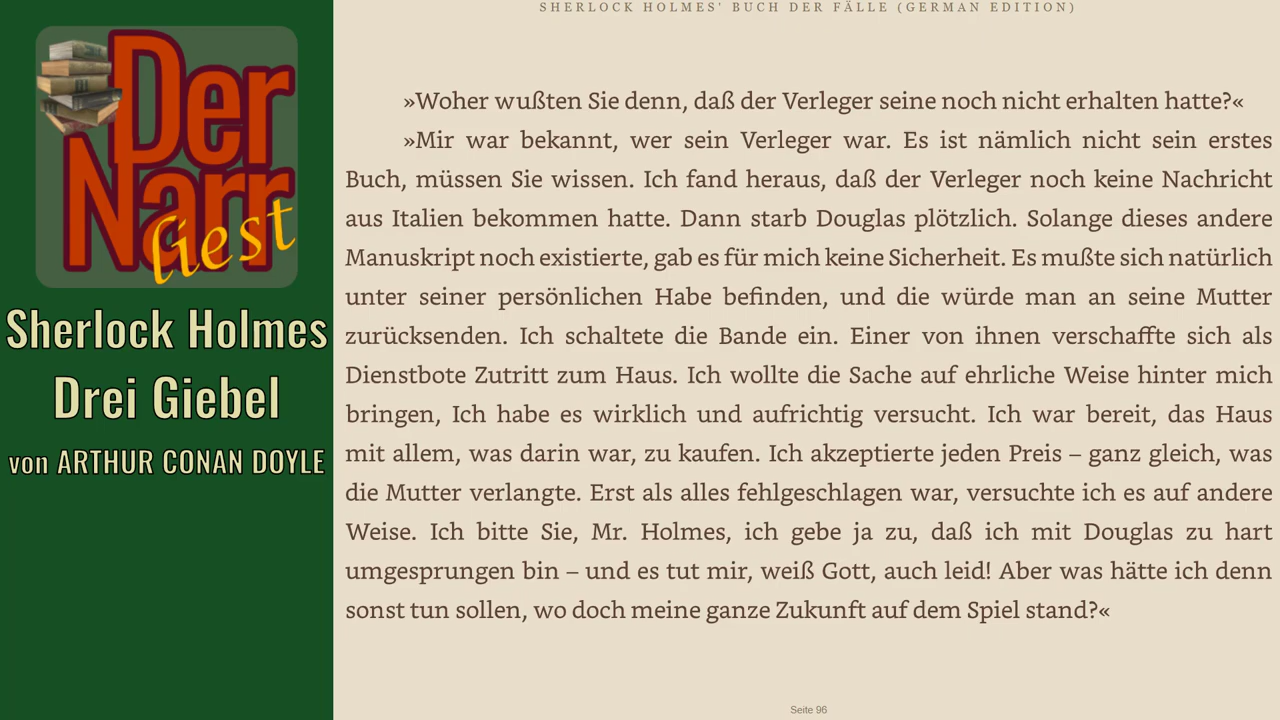 Der
Narr
liest
Sherlock Holmes
Drei Giebel
von ARTHUR CONAN DOYLE
SHERLOCK HOLMES' BUCH DER FÄLLE (GERMAN EDITION)
»Woher wußten Sie denn, daß der Verleger seine noch nicht erhalten hatte?«
»Mir war bekannt, wer sein Verleger war. Es ist nämlich nicht sein erstes
Buch, müssen Sie wissen. Ich fand heraus, daß der Verleger noch keine Nachricht
aus Italien bekommen hatte. Dann starb Douglas plötzlich. Solange dieses andere
Manuskript noch existierte, gab es für mich keine Sicherheit. Es mußte sich natürlich
unter seiner persönlichen Habe befinden, und die würde man an seine Mutter
zurücksenden. Ich schaltete die Bande ein. Einer von ihnen verschaffte sich als
Dienstbote Zutritt zum Haus. Ich wollte die Sache auf ehrliche Weise hinter mich
bringen, Ich habe es wirklich und aufrichtig versucht. Ich war bereit, das Haus
mit allem, was darin war, zu kaufen. Ich akzeptierte jeden Preis – ganz gleich, was
die Mutter verlangte. Erst als alles fehlgeschlagen war, versuchte ich es auf andere
Weise. Ich bitte Sie, Mr. Holmes, ich gebe ja zu, daß ich mit Douglas zu hart
umgesprungen bin – und es tut mir, weiß Gott, auch leid! Aber was hätte ich denn
sonst tun sollen, wo doch meine ganze Zukunft auf dem Spiel stand?«
Seite 96